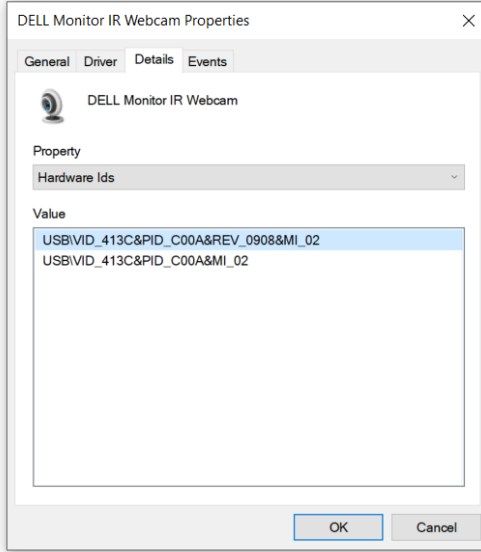 DELL Monitor IR Webcam Properties
General Driver Details Events
DELL Monitor IR Webcam
Property
Hardware Ids
Value
USB\VID_413C&PID_C00A&REV_0908&MI_02
USB\VID_413C&PID_C00A&MI_02
OK Cancel